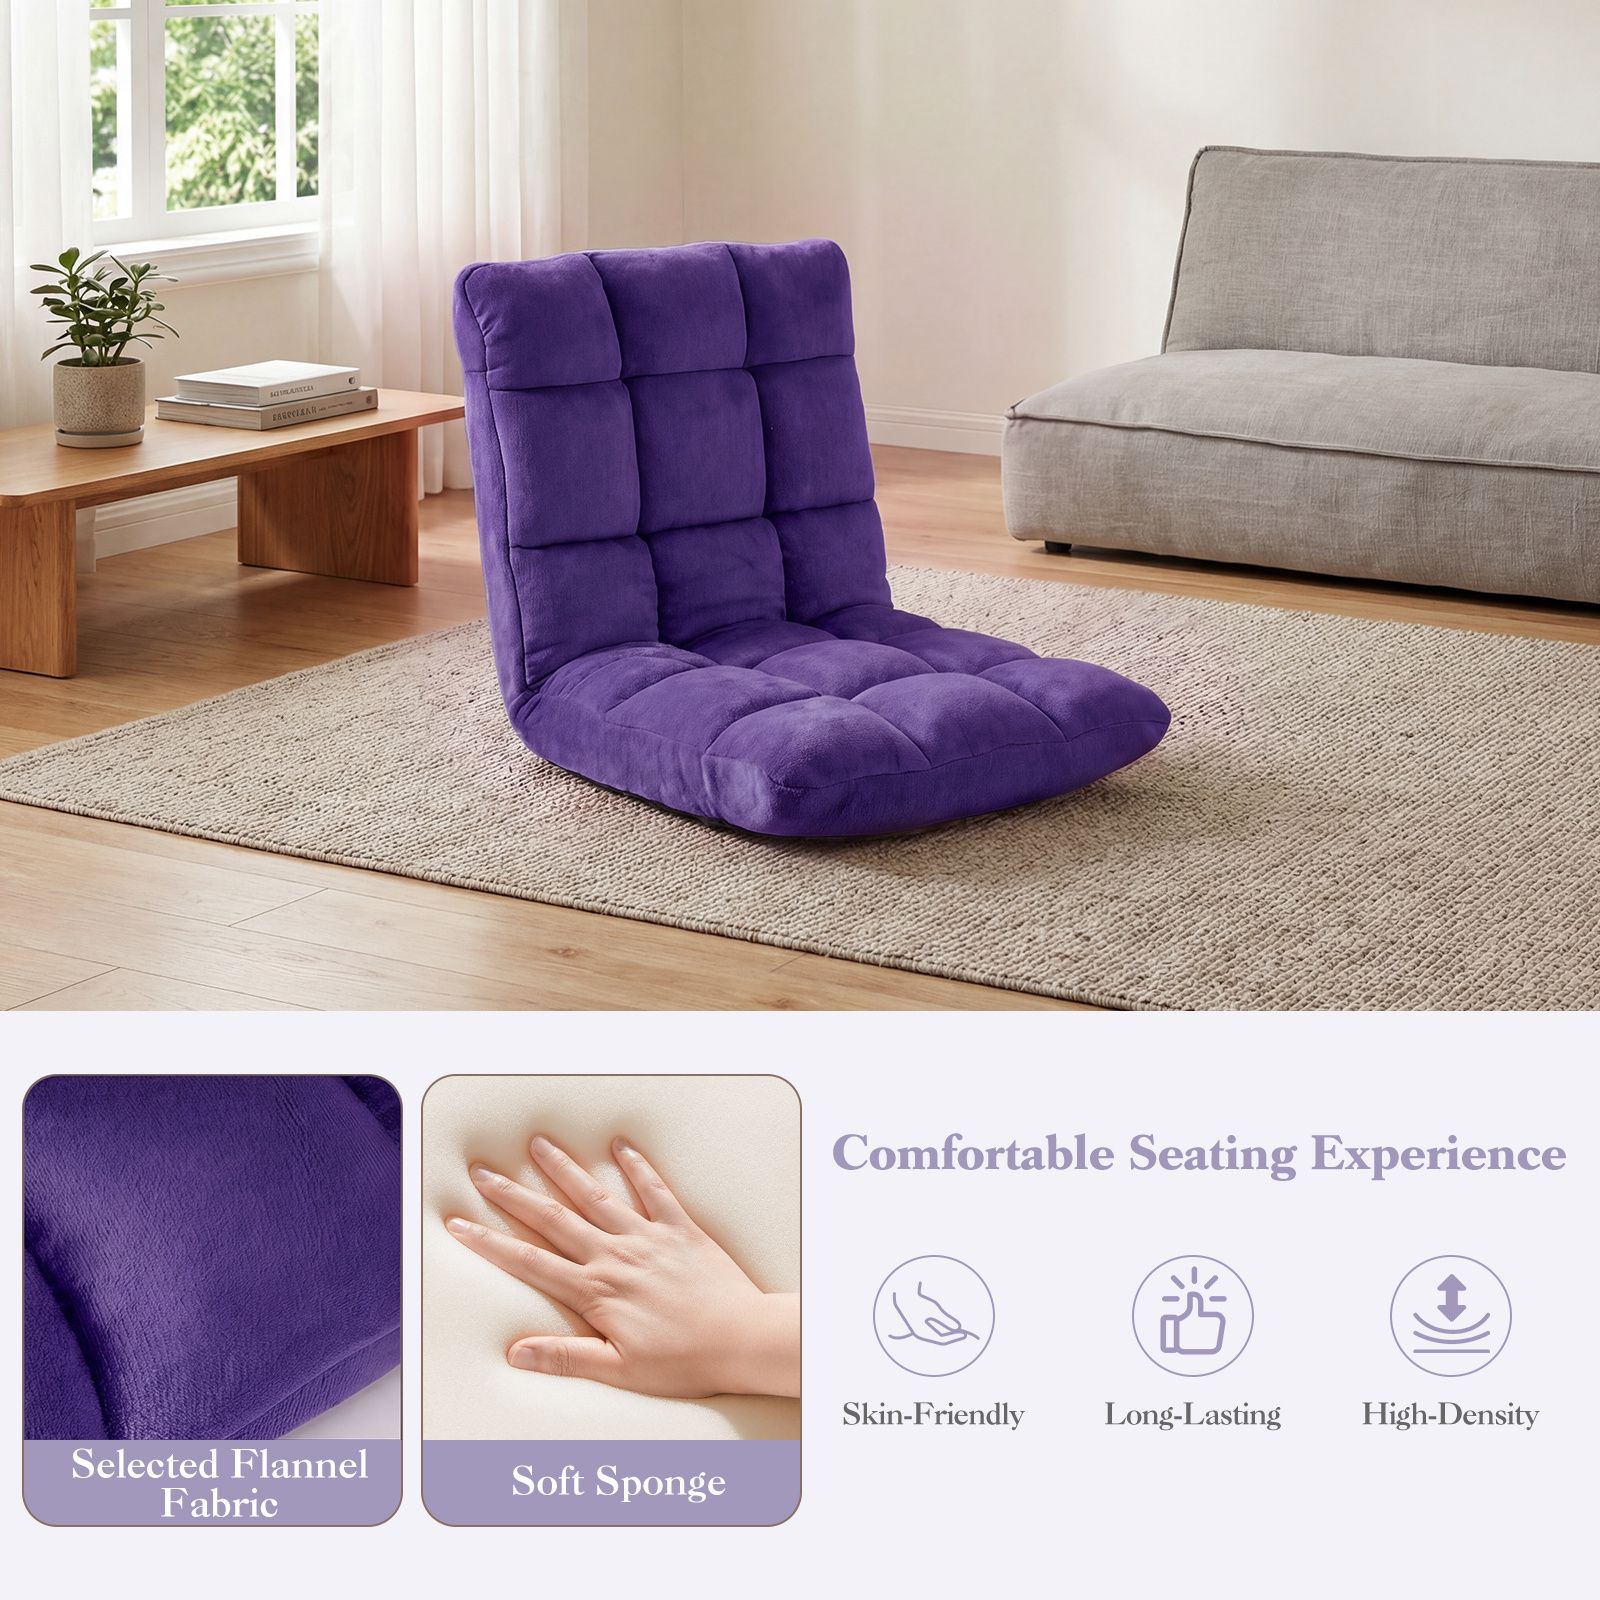 Comfortable Seating Experience
Skin-Friendly
Long-Lasting
High-Density
Selected Flannel
Fabric
Soft Sponge